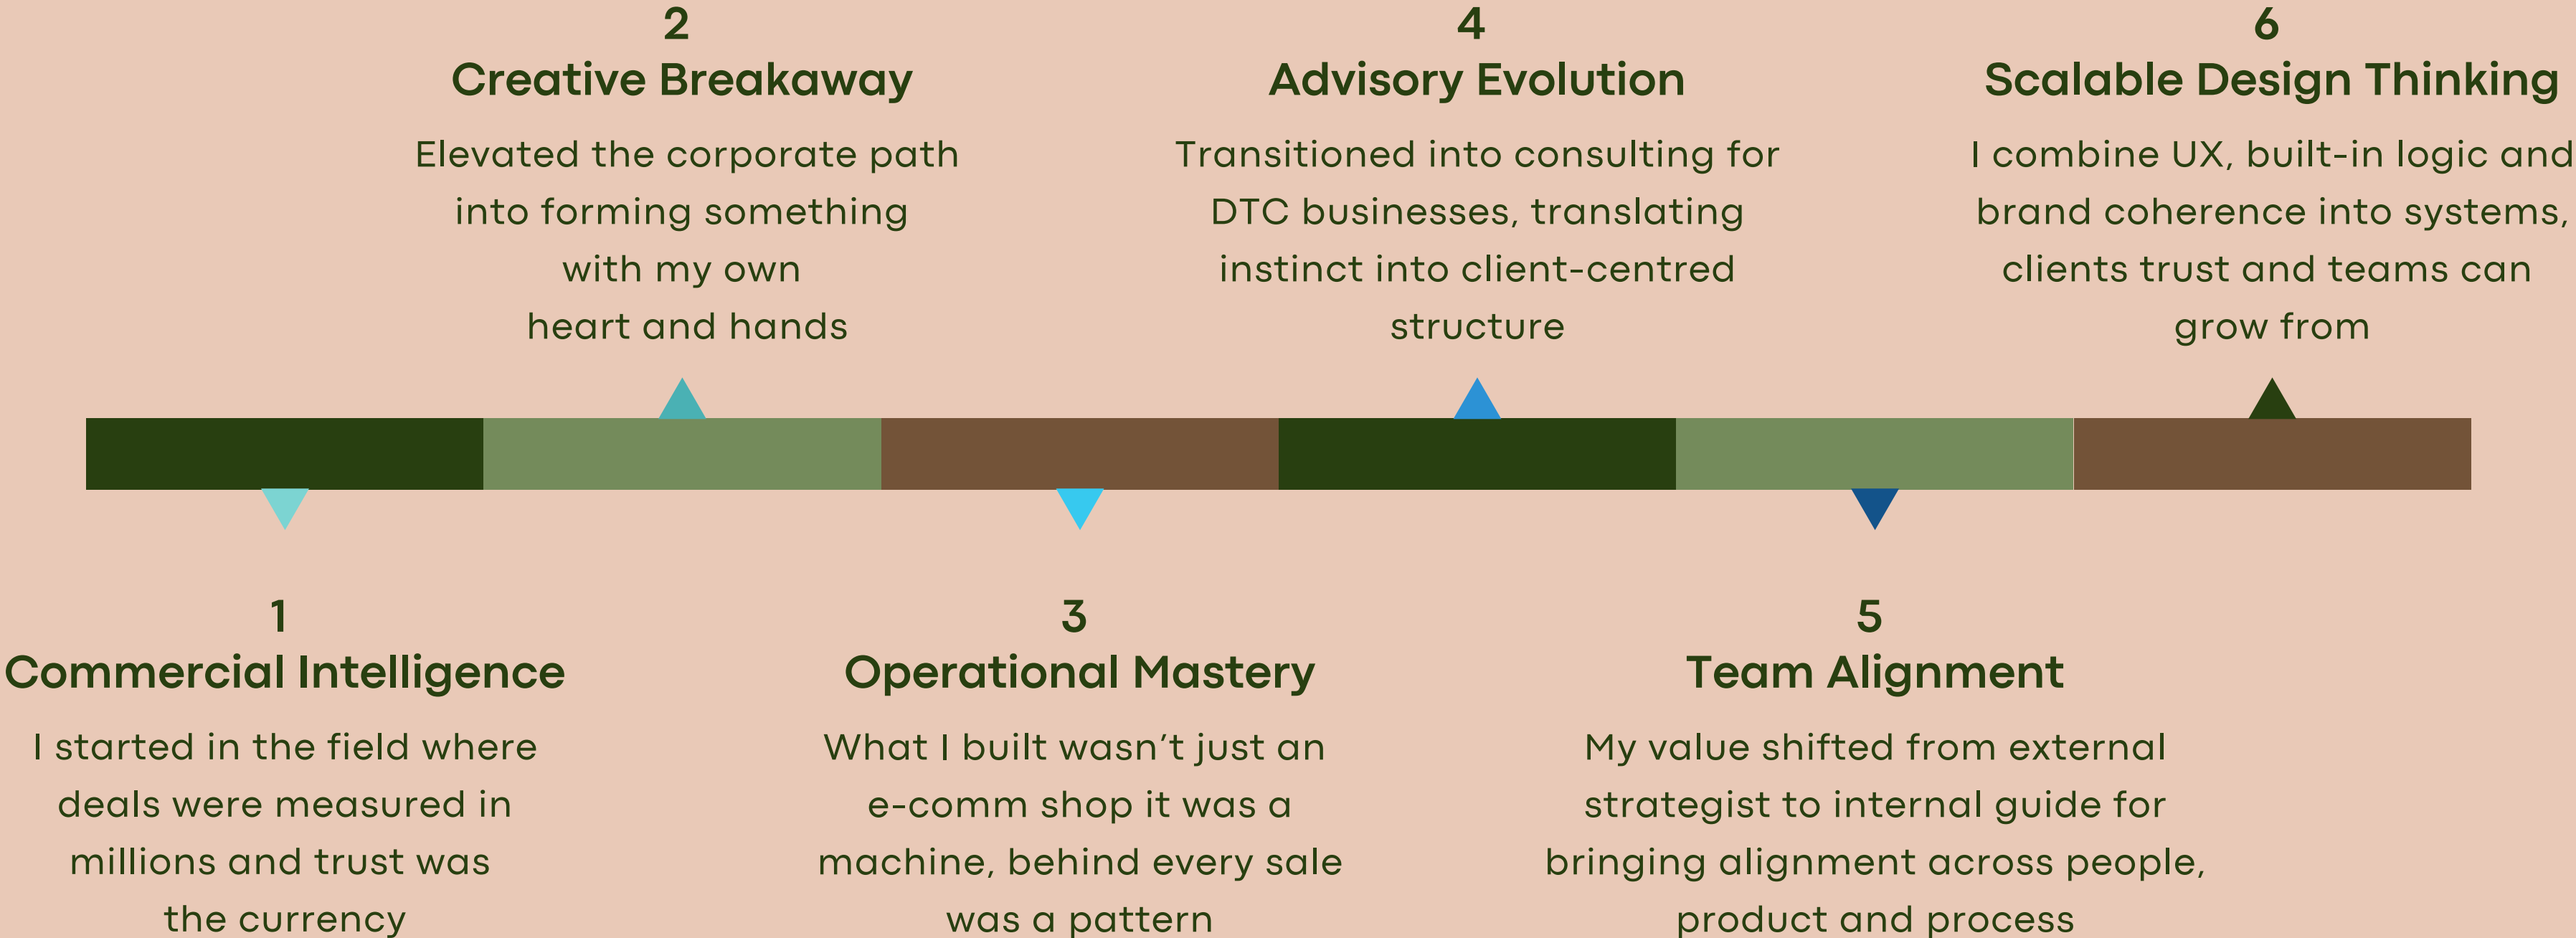 2
Creative Breakaway
Elevated the corporate path
into forming something
with my own
heart and hands
4
Advisory Evolution
Transitioned into consulting for
DTC businesses, translating
instinct into client-centred
structure
6
Scalable Design Thinking
I combine UX, built-in logic and
brand coherence into systems,
clients trust and teams can
grow from
1
Commercial Intelligence
I started in the field where
deals were measured in
millions and trust was
the currency
3
Operational Mastery
What I built wasn’t just an
e-comm shop it was a
machine, behind every sale
was a pattern
5
Team Alignment
My value shifted from external
strategist to internal guide for
bringing alignment across people,
product and process